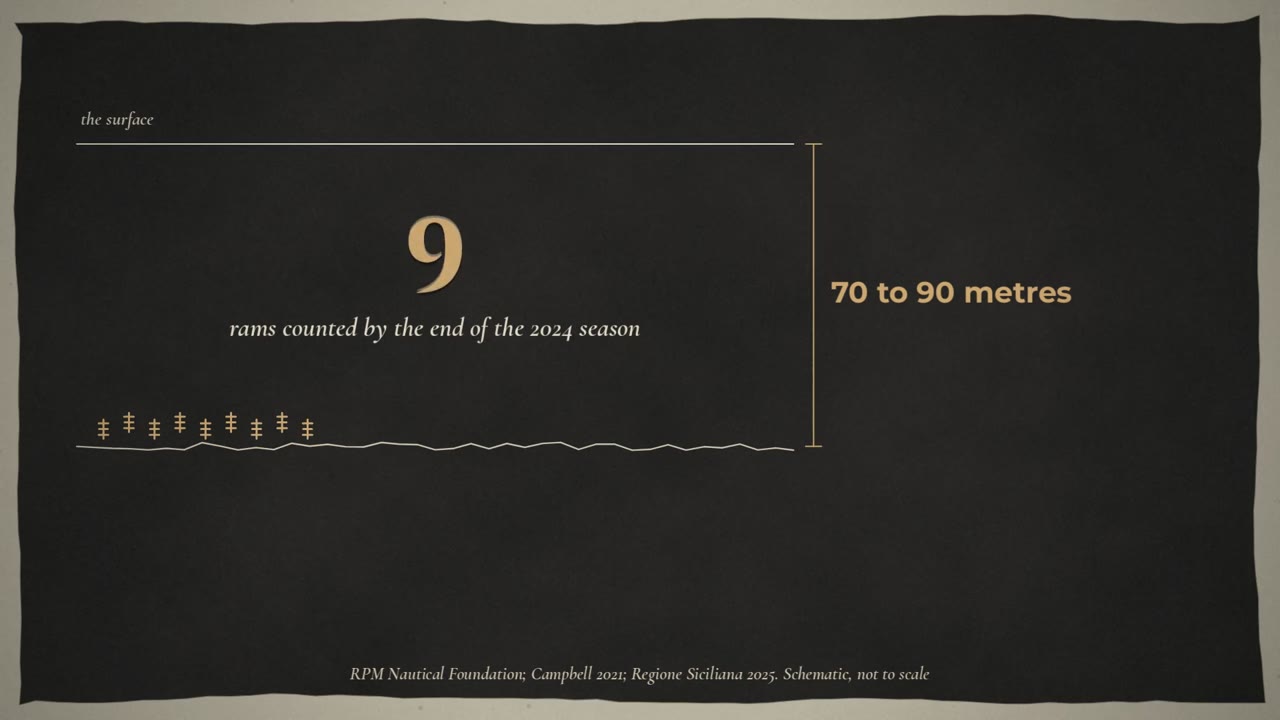 the surface
9
70 to 90 metres
rams counted by the end of the 2024 season
RPM Nautical Foundation; Campbell 2021; Regione Siciliana 2025. Schematic, not to scale